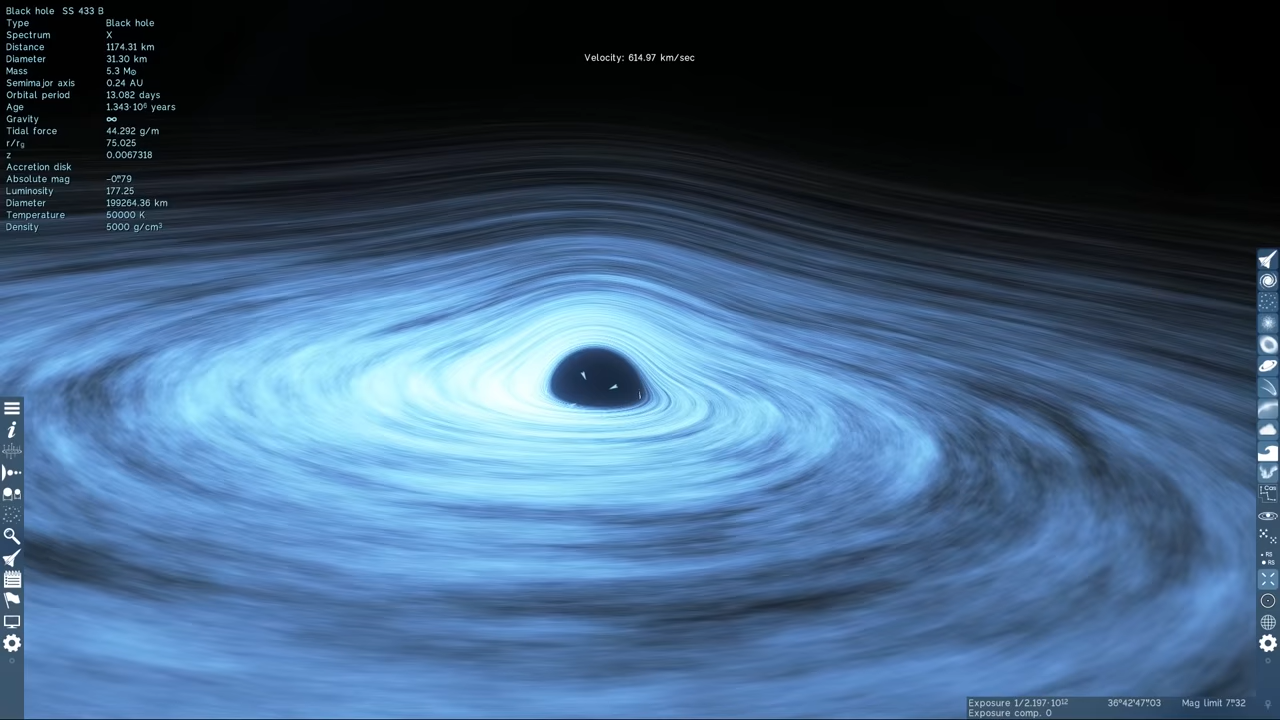 Black hole SS 433 B
Type Black hole
Spectrum X
Distance 1174.31 km
Diameter 31.30 km
Mass 5.3 M☉
Semimajor axis 0.24 AU
Orbital period 13.082 days
Age 1.343·10⁶ years
Gravity ∞
Tidal force 44.292 g/m
r/rg 75.025
z 0.0067318
Accretion disk
Absolute mag −0ᵐ79
Luminosity 177.25
Diameter 199264.36 km
Temperature 50000 K
Density 5000 g/cm³
Velocity: 614.97 km/sec
RS
RS
Exposure 1/2.197·10¹² 36°42'47"03 Mag limit 7ᵐ32
Exposure comp. 0